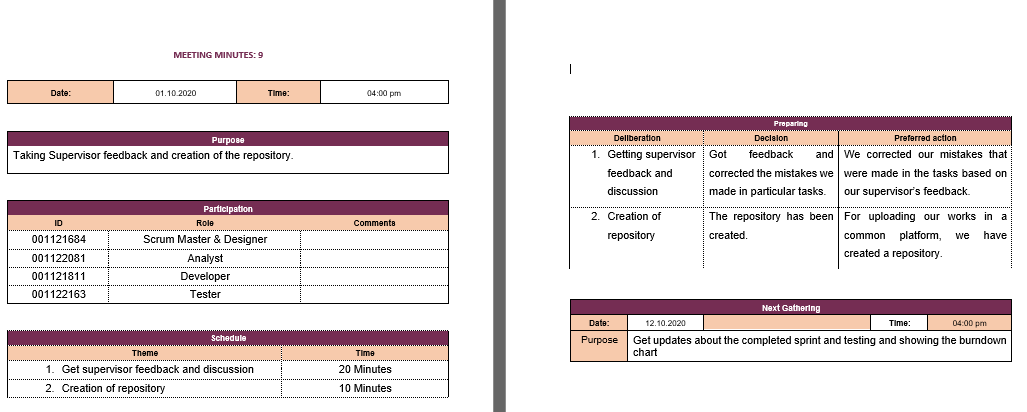 MEETING MINUTES: 9
Date: 01.10.2020 Time: 04:00 pm
Purpose
Taking Supervisor feedback and creation of the repository.
Participation
ID Role Comments
001121684 Scrum Master & Designer
001122081 Analyst
001121811 Developer
001122163 Tester
Schedule
Theme Time
1. Get supervisor feedback and discussion 20 Minutes
2. Creation of repository 10 Minutes
Preparing
Deliberation Decision Preferred action
1. Getting supervisor
feedback and
discussion
Got feedback and
corrected the mistakes we
made in particular tasks.
We corrected our mistakes that
were made in the tasks based on
our supervisor's feedback.
2. Creation of
repository
The repository has been
created.
For uploading our works in a
common platform, we have
created a repository.
Next Gathering
Date: 12.10.2020 Time: 04:00 pm
Purpose Get updates about the completed sprint and testing and showing the burndown
chart